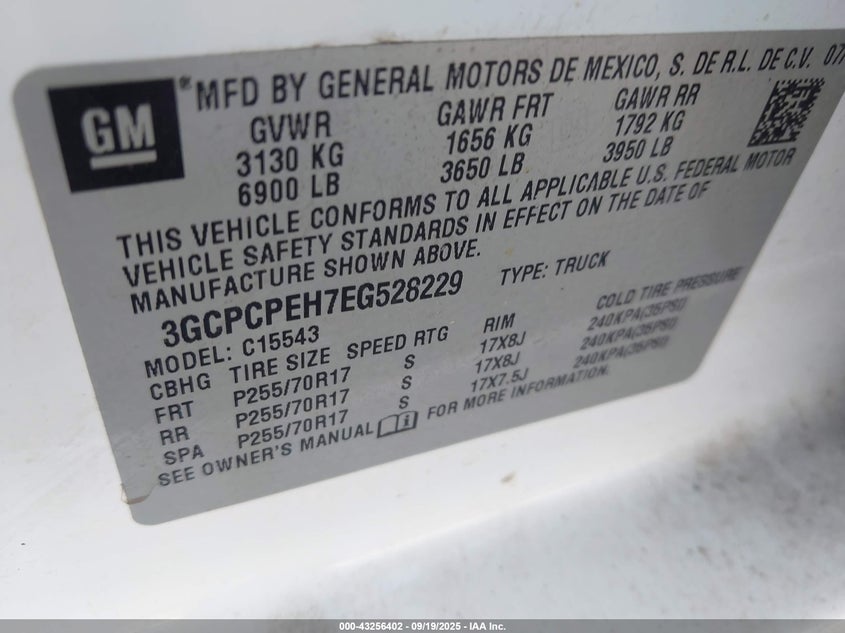 GM
® MFD BY GENERAL MOTORS DE MEXICO, S. DE R.L. DE C.V.
GVWR GAWR FRT GAWR RR
3130 KG 1656 KG 1792 KG
6900 LB 3650 LB 3950 LB
THIS VEHICLE CONFORMS TO ALL APPLICABLE U.S. FEDERAL MOTOR
VEHICLE SAFETY STANDARDS IN EFFECT ON THE DATE OF
MANUFACTURE SHOWN ABOVE.
3GCPCPEH7EG528229 TYPE: TRUCK
MODEL: C15543
CBHG TIRE SIZE SPEED RTG RIM COLD TIRE PRESSURE
FRT P255/70R17 S 17X8J 240KPA(35PSI)
RR P255/70R17 S 17X8J 240KPA(35PSI)
SPA P255/70R17 S 17X7.5J 240KPA(35PSI)
SEE OWNER'S MANUAL FOR MORE INFORMATION.
000-43256402 - 09/19/2025 - IAA Inc.